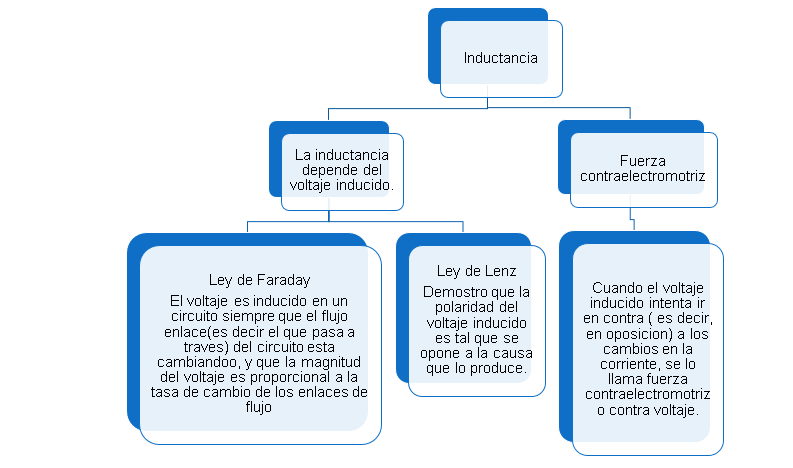 Inductancia
La inductancia
depende del
voltaje inducido.
Fuerza
contraelectromotriz
Ley de Faraday
El voltaje es inducido en un
circuito siempre que el flujo
enlace(es decir el que pasa a
traves) del circuito esta
cambiandoo, y que la magnitud
del voltaje es proporcional a la
tasa de cambio de los enlaces de
flujo
Ley de Lenz
Demostro que la
polaridad del
voltaje inducido
es tal que se
opone a la causa
que lo produce.
Cuando el voltaje
inducido intenta ir
en contra ( es decir,
en oposicion) a los
cambios en la
corriente, se lo
llama fuerza
contraelectromotriz
o contra voltaje.